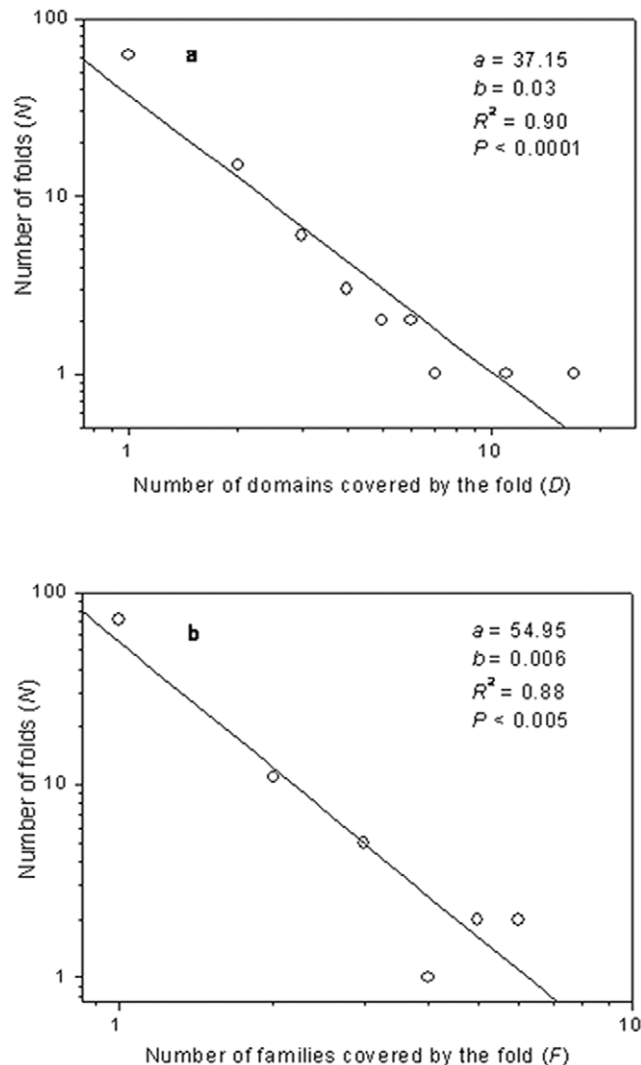 100
10
1
Number of folds (N)
a
a = 37.15
b = 0.03
R² = 0.90
P < 0.0001
1
10
Number of domains covered by the fold (D)
100
10
1
Number of folds (N)
b
a = 54.95
b = 0.006
R² = 0.88
P < 0.005
1
10
Number of families covered by the fold (F)